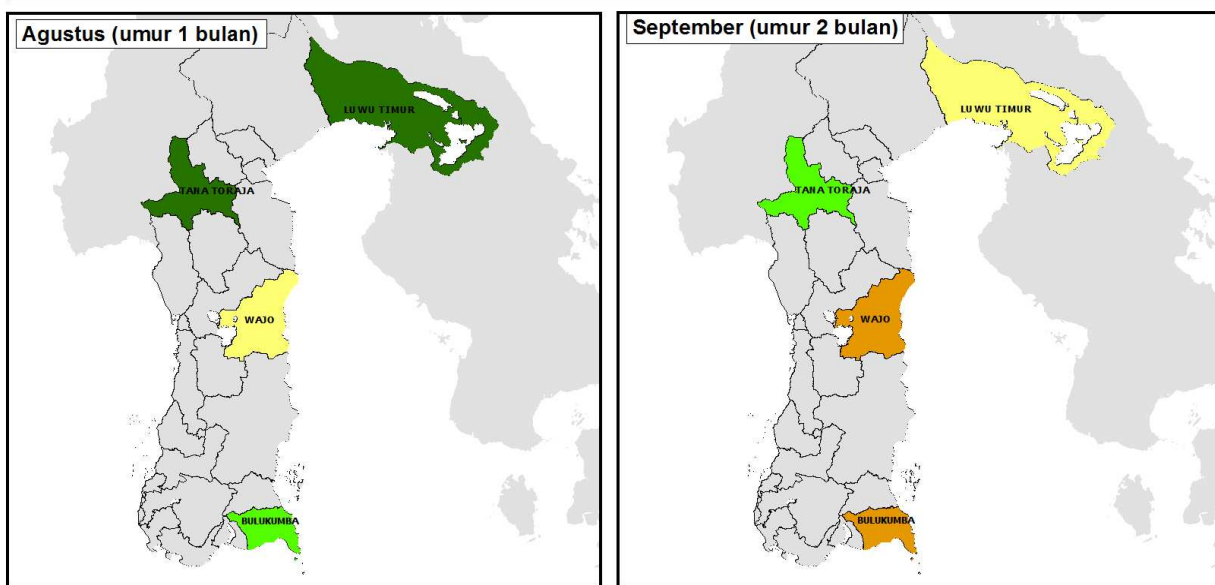 Agustus (umur 1 bulan)
LUWU TIMUR
TANA TORAJA
WAJO
BULUKUMBA
September (umur 2 bulan)
LUWU TIMUR
TANA TORAJA
WAJO
BULUKUMBA